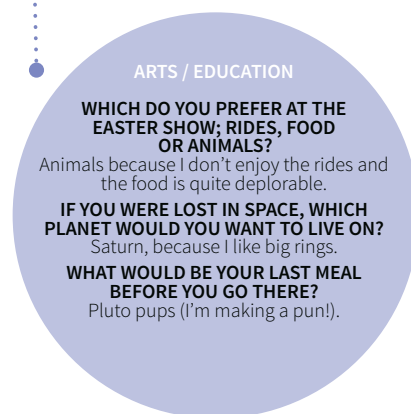 ARTS / EDUCATION
WHICH DO YOU PREFER AT THE
EASTER SHOW; RIDES, FOOD
OR ANIMALS?
Animals because I don’t enjoy the rides and
the food is quite deplorable.
IF YOU WERE LOST IN SPACE, WHICH
PLANET WOULD YOU WANT TO LIVE ON?
Saturn, because I like big rings.
WHAT WOULD BE YOUR LAST MEAL
BEFORE YOU GO THERE?
Pluto pups (I’m making a pun!).